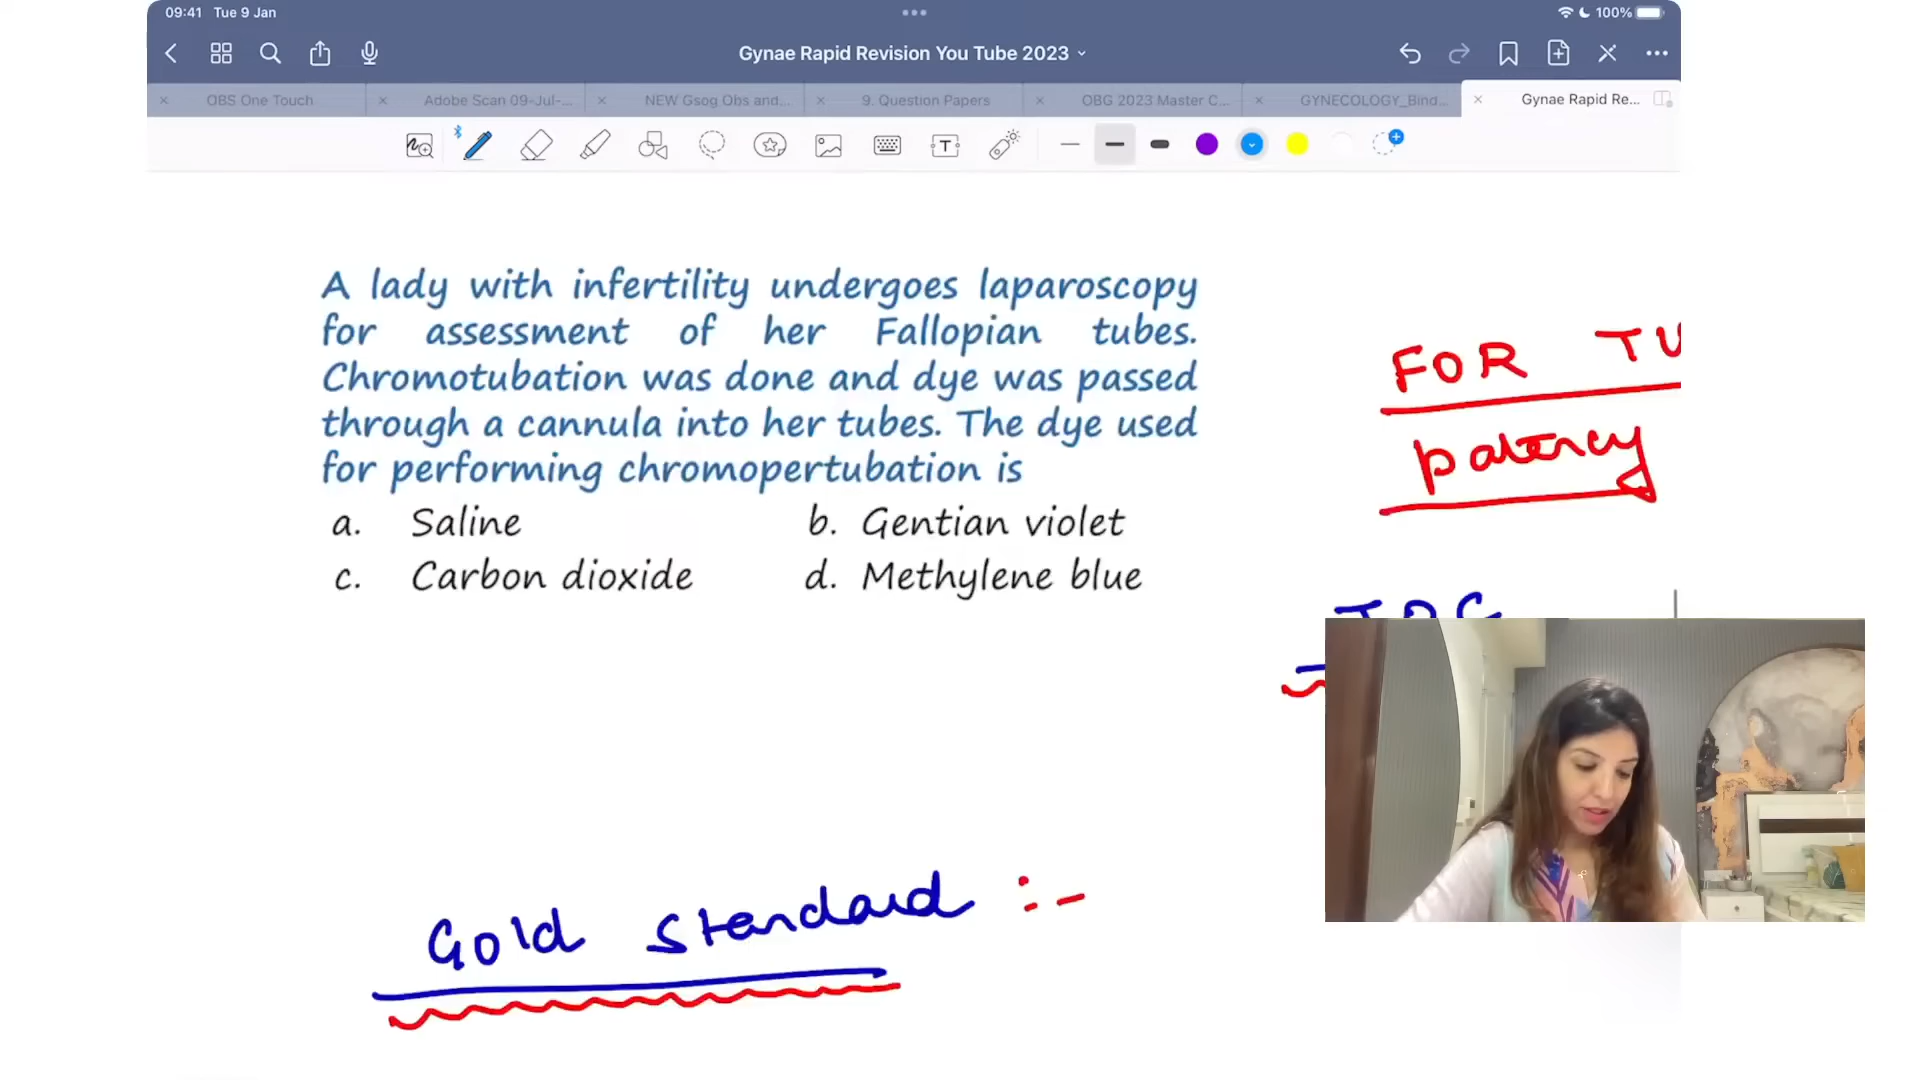 09:41 Tue 9 Jan
100%
Gynae Rapid Revision You Tube 2023
OBS One Touch
Adobe Scan 09-Jul-...
NEW Gsog Obs and...
9. Question Papers
OBG 2023 Master C...
GYNECOLOGY_Bind...
Gynae Rapid Re...
A lady with infertility undergoes laparoscopy
for assessment of her Fallopian tubes.
Chromotubation was done and dye was passed
through a cannula into her tubes. The dye used
for performing chromopertubation is
a. Saline b. Gentian violet
c. Carbon dioxide d. Methylene blue
FOR TU
patency
Gold standard :-